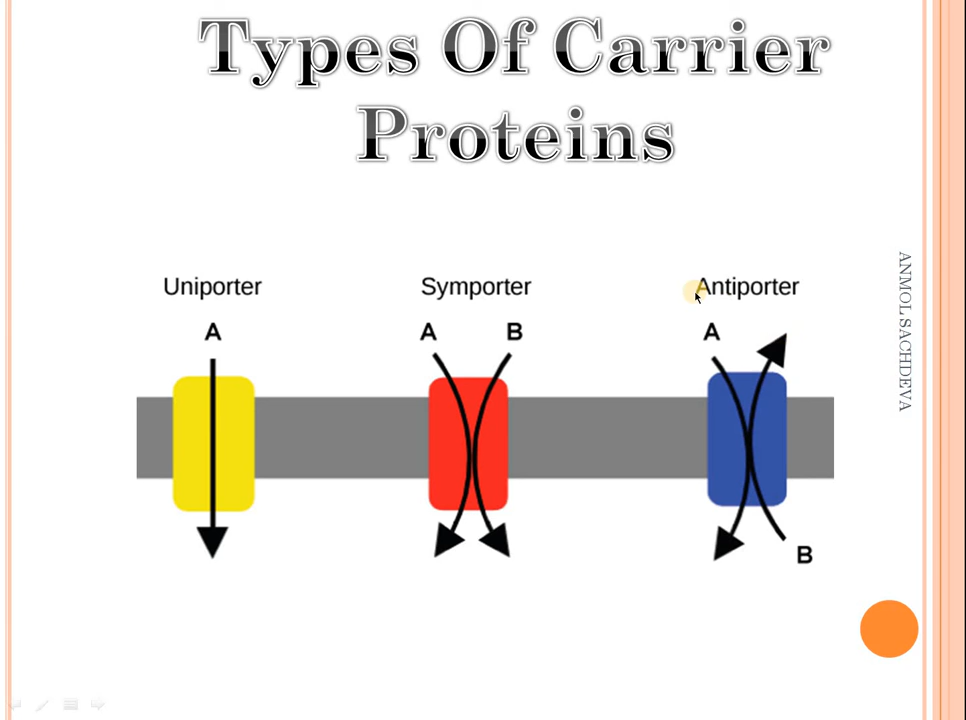 Types Of Carrier
Proteins
Uniporter
Symporter
Antiporter
A
A
B
A
B
ANMOL SACHDEVA